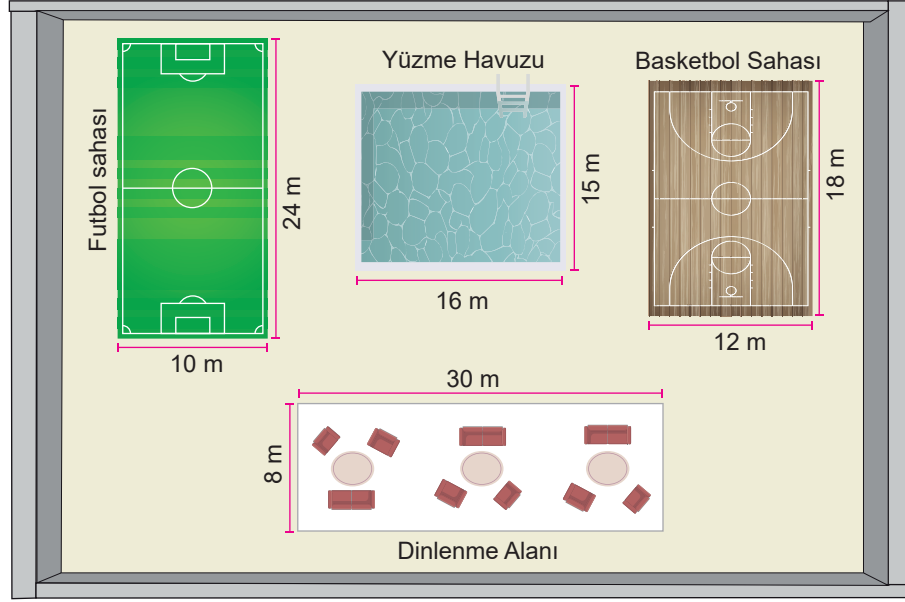 Futbol sahası
24 m
10 m
Yüzme Havuzu
15 m
16 m
Basketbol Sahası
18 m
12 m
30 m
8 m
Dinlenme Alanı